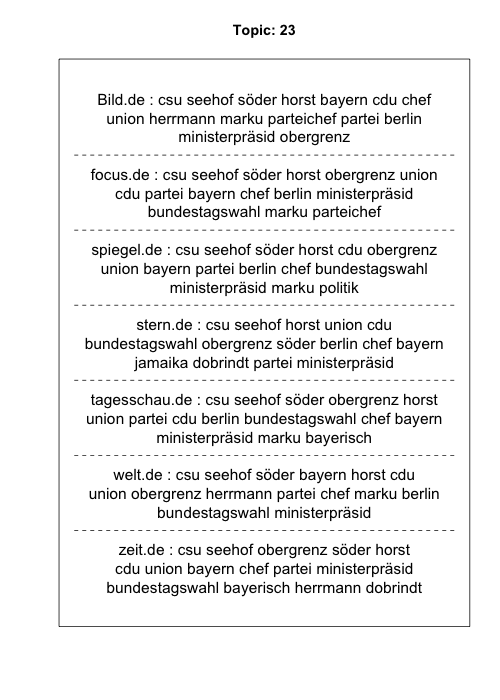 Topic: 23
Bild.de : csu seehof söder horst bayern cdu chef
union herrmann marku parteichef partei berlin
ministerpräsid obergrenz
focus.de : csu seehof söder horst obergrenz union
cdu partei bayern chef berlin ministerpräsid
bundestagswahl marku parteichef
spiegel.de : csu seehof söder horst cdu obergrenz
union bayern partei berlin chef bundestagswahl
ministerpräsid marku politik
stern.de : csu seehof horst union cdu
bundestagswahl obergrenz söder berlin chef bayern
jamaika dobrindt partei ministerpräsid
tagesschau.de : csu seehof söder obergrenz horst
union partei cdu berlin bundestagswahl chef bayern
ministerpräsid marku bayerisch
welt.de : csu seehof söder bayern horst cdu
union obergrenz herrmann partei chef marku berlin
bundestagswahl ministerpräsid
zeit.de : csu seehof obergrenz söder horst
cdu union bayern chef partei ministerpräsid
bundestagswahl bayerisch herrmann dobrindt